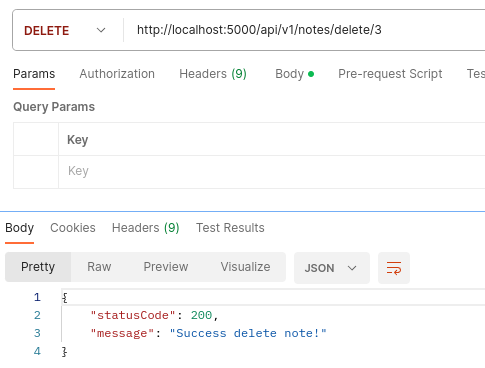 DELETE http://localhost:5000/api/v1/notes/delete/3
Params Authorization Headers (9) Body Pre-request Script Tes
Query Params
Key
Key
Body Cookies Headers (9) Test Results
Pretty Raw Preview Visualize JSON
1 {
2 "statusCode": 200,
3 "message": "Success delete note!"
4 }